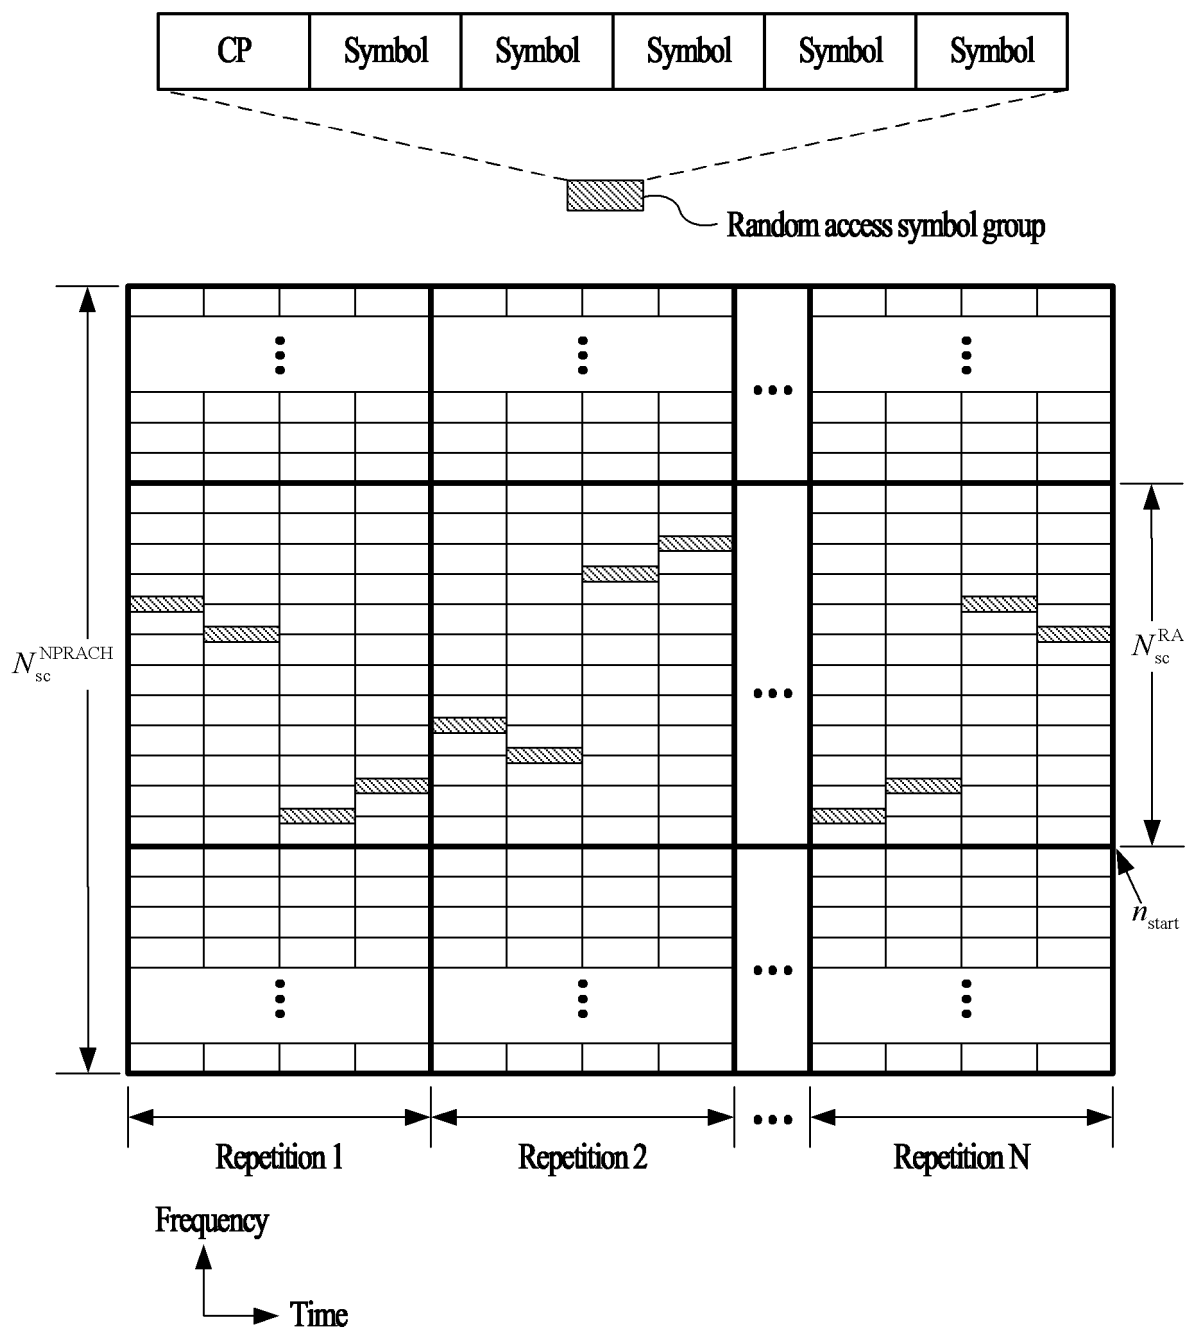 CP Symbol Symbol Symbol Symbol Symbol
Random access symbol group
N_sc^NPRACH
N_sc^RA
n_start
Repetition 1 Repetition 2 Repetition N
Frequency
Time